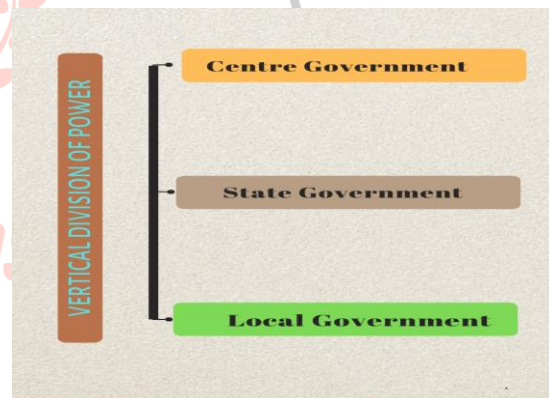 VERTICAL DIVISION OF POWER
Centre Government
State Government
Local Government